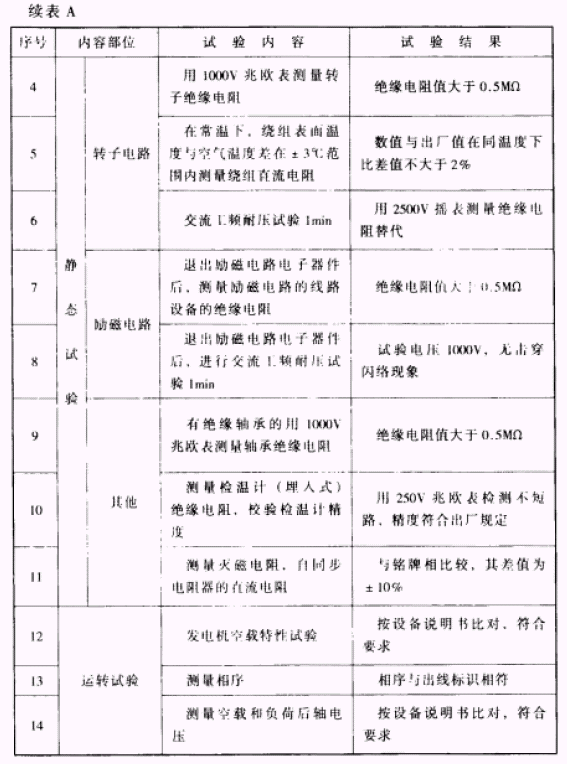 续表 A
序号 内容部位 试验内容 试验结果
静态试验
4 转子电路 用 1000V 兆欧表测量转
子绝缘电阻
绝缘电阻值大于 0.5MΩ
5 在常温下，绕组表面温
度与空气温度差在 ± 3℃范
围内测量绕组直流电阻
数值与出厂值在同温度下
比差值不大于 2%
6 交流工频耐压试验 1min
用 2500V 摇表测量绝缘电
阻替代
7 励磁电路 退出励磁电路电子器件
后，测量励磁电路的线路
设备的绝缘电阻
绝缘电阻值大于 0.5MΩ
8 退出励磁电路电子器件
后，进行交流工频耐压试
验 1min
试验电压 1000V，无击穿
闪络现象
9 其他 有绝缘轴承的用 1000V
兆欧表测量轴承绝缘电阻
绝缘电阻值大于 0.5MΩ
10 测量检温计（埋入式）
绝缘电阻，校验检温计精
度
用 250V 兆欧表检测不短
路，精度符合出厂规定
11 测量灭磁电阻，自同步
电阻器的直流电阻
与铭牌相比较，其差值为
± 10%
12 运转试验 发电机空载特性试验
按设备说明书比对，符合
要求
13 测量相序 相序与出线标识相符
14 测量空载和负荷后轴电
压
按设备说明书比对，符合
要求